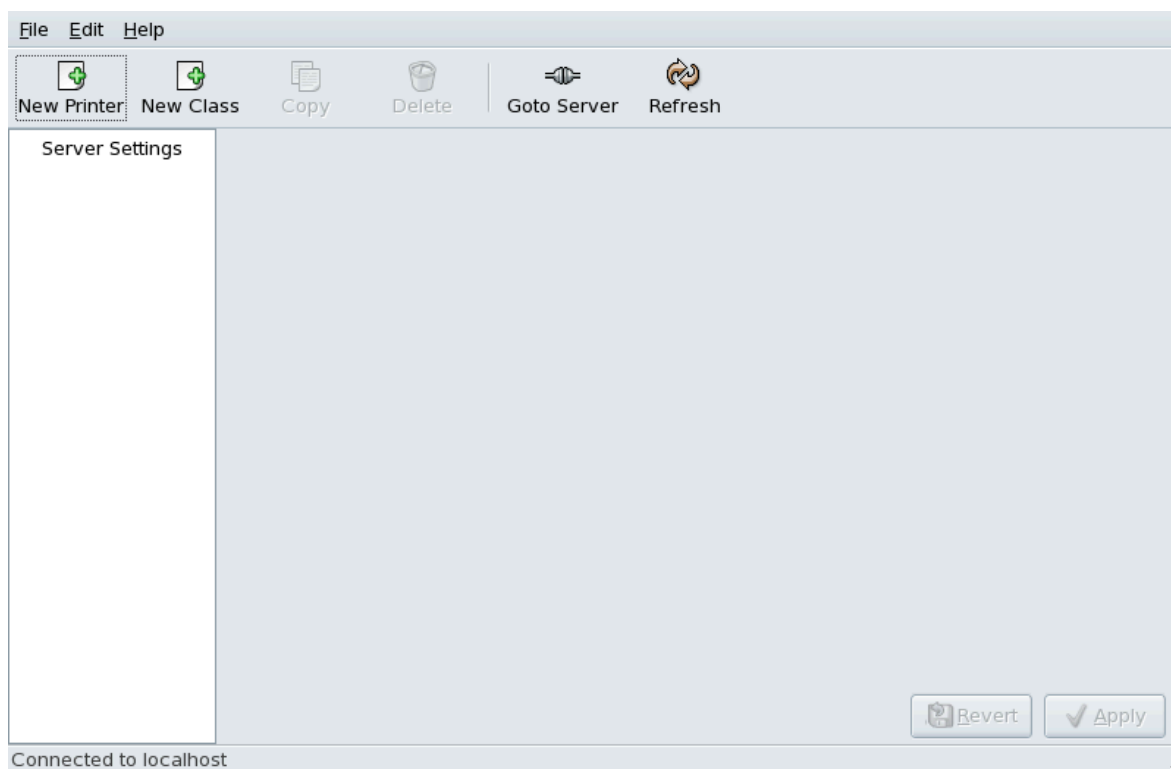 File Edit Help
New Printer New Class Copy Delete Goto Server Refresh
Server Settings
Revert Apply
Connected to localhost